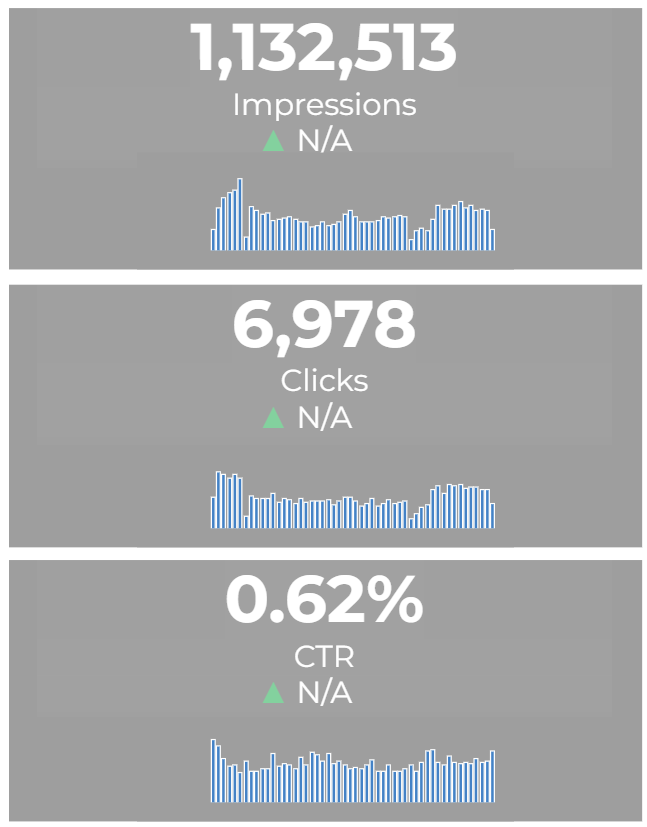 1,132,513
Impressions
▲ N/A
6,978
Clicks
▲ N/A
0.62%
CTR
▲ N/A